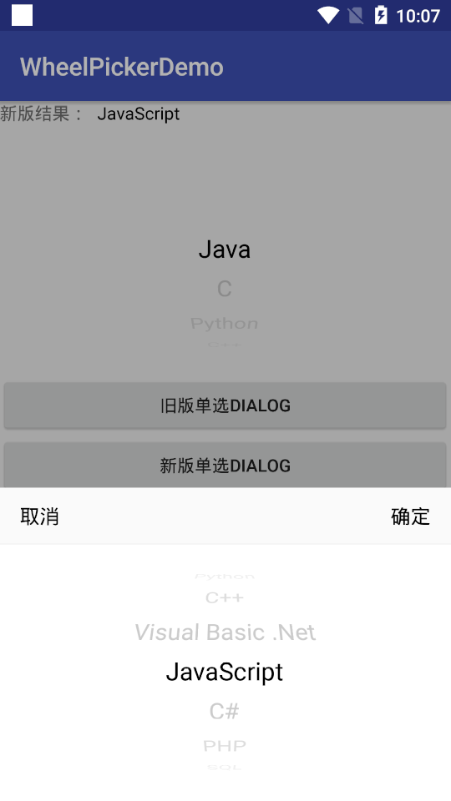 10:07
WheelPickerDemo
新版结果： JavaScript
Java
C
Python
C++
旧版单选DIALOG
新版单选DIALOG
取消 确定
Python
C++
Visual Basic .Net
JavaScript
C#
PHP
SQL